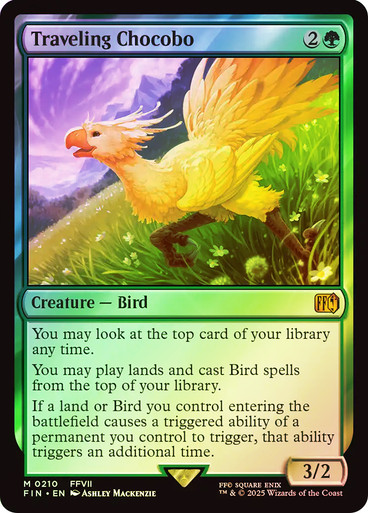 Traveling Chocobo 2
Creature — Bird
FFVII
You may look at the top card of your library
any time.
You may play lands and cast Bird spells
from the top of your library.
If a land or Bird you control entering the
battlefield causes a triggered ability of a
permanent you control to trigger, that ability
triggers an additional time.
3/2
M 0210 FFVII
FIN • EN Ashley Mackenzie
FF© SQUARE ENIX
™ & © 2025 Wizards of the Coast